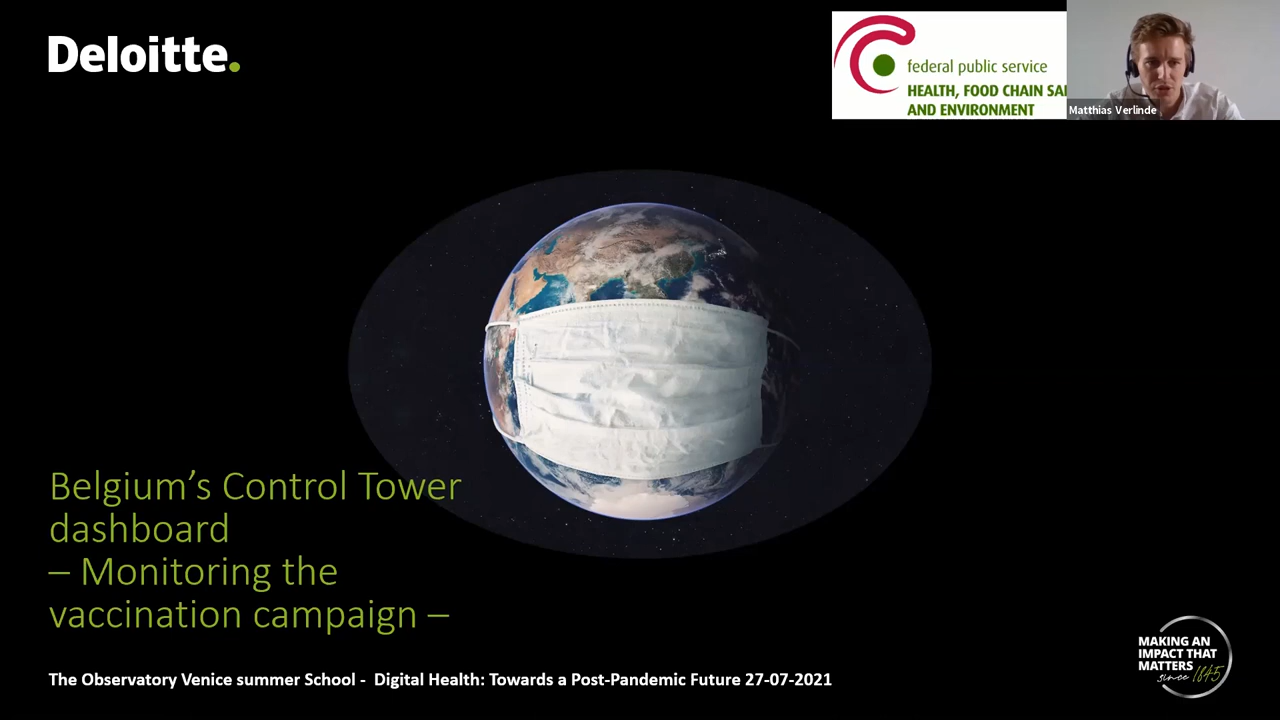 Deloitte.
federal public service
HEALTH, FOOD CHAIN SA
AND ENVIRONMENT
Matthias Verlinde
Belgium’s Control Tower
dashboard
– Monitoring the
vaccination campaign –
The Observatory Venice summer School - Digital Health: Towards a Post-Pandemic Future 27-07-2021
MAKING AN
IMPACT THAT
MATTERS
since 1845